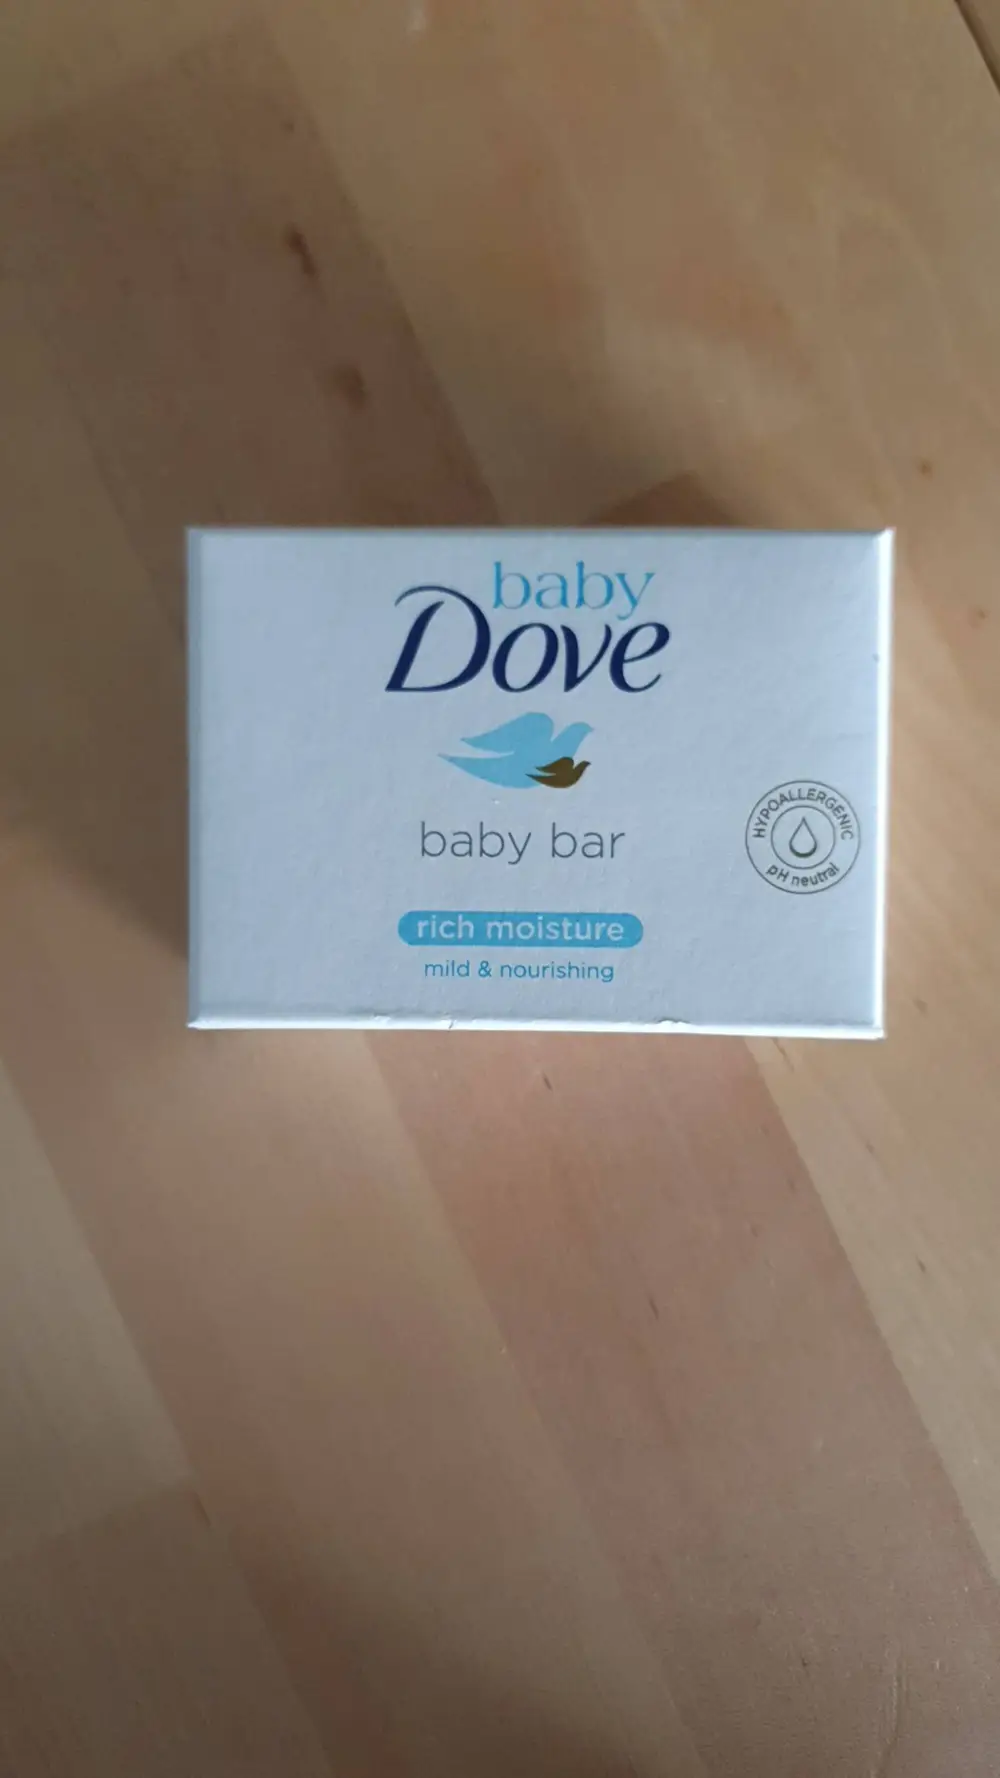 baby
Dove
baby bar
HYPOALLERGENIC
pH neutral
rich moisture
mild & nourishing